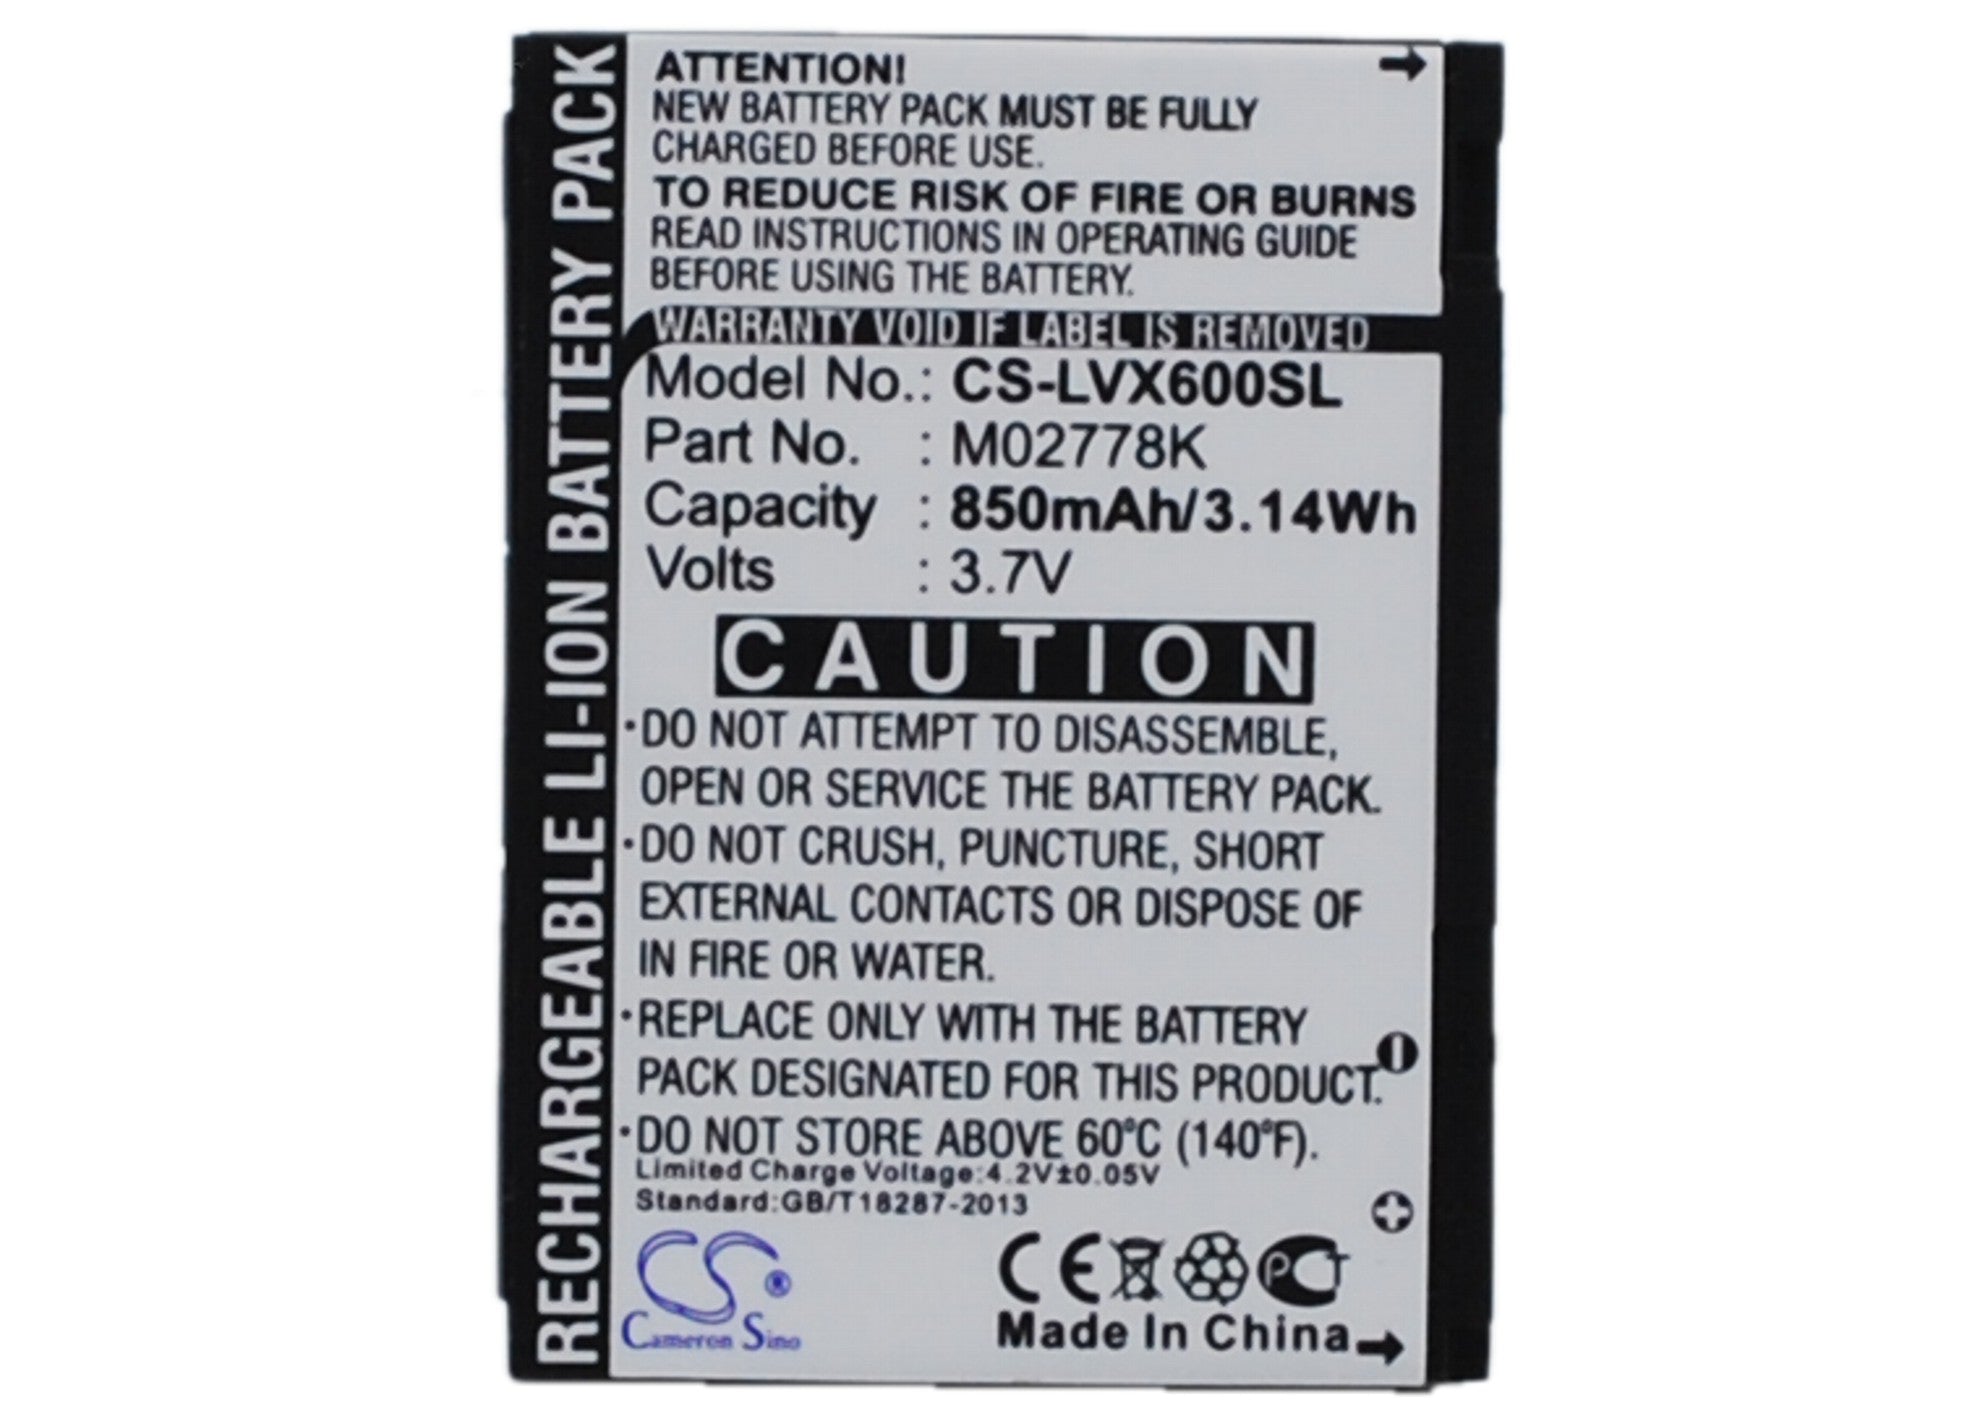 RECHARGEABLE LI-ION BATTERY PACK
ATTENTION!
NEW BATTERY PACK MUST BE FULLY
CHARGED BEFORE USE.
TO REDUCE RISK OF FIRE OR BURNS
READ INSTRUCTIONS IN OPERATING GUIDE
BEFORE USING THE BATTERY.
WARRANTY VOID IF LABEL IS REMOVED
Model No.: CS-LVX600SL
Part No. : M02778K
Capacity : 850mAh/3.14Wh
Volts : 3.7V
CAUTION
·DO NOT ATTEMPT TO DISASSEMBLE,
OPEN OR SERVICE THE BATTERY PACK.
·DO NOT CRUSH, PUNCTURE, SHORT
EXTERNAL CONTACTS OR DISPOSE OF
IN FIRE OR WATER.
·REPLACE ONLY WITH THE BATTERY
PACK DESIGNATED FOR THIS PRODUCT.
·DO NOT STORE ABOVE 60°C (140°F).
Limited Charge Voltage:4.2V±0.05V
Standard:GB/T18287-2013
CS®
Cameron Sino
CE PCT
Made In China